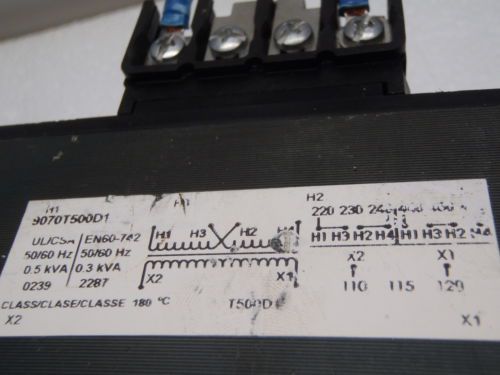 H1 H2
9070T500D1
220 230 240
UL/CSA EN60-742
H1 H3 H2 H4
H1 H3 H2 H4 H1 H3 H2
50/60 Hz 50/60 Hz
0.5 kVA 0.3 kVA
X2 X1
X2 X1
0239 2287
110 115 120
CLASS/CLASE/CLASSE 180 °C T500D1
X2 X1